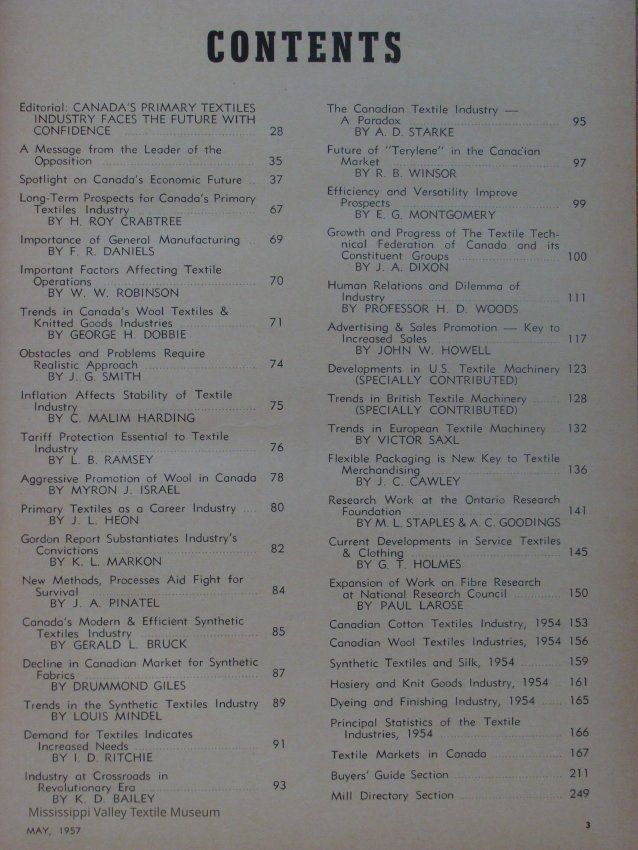 CONTENTS
Editorial: CANADA'S PRIMARY TEXTILES
INDUSTRY FACES THE FUTURE WITH
CONFIDENCE 28
A Message from the Leader of the
Opposition 35
Spotlight on Canada's Economic Future 37
Long-Term Prospects for Canada's Primary
Textiles Industry 67
BY H. ROY CRABTREE
Importance of General Manufacturing 69
BY F. R. DANIELS
Important Factors Affecting Textile
Operations 70
BY W. W. ROBINSON
Trends in Canada's Wool Textiles &
Knitted Goods Industries 71
BY GEORGE H. DOBBIE
Obstacles and Problems Require
Realistic Approach 74
BY J. G. SMITH
Inflation Affects Stability of Textile
Industry 75
BY C. MALIM HARDING
Tariff Protection Essential to Textile
Industry 76
BY L. B. RAMSEY
Aggressive Promotion of Wool in Canada 78
BY MYRON J. ISRAEL
Primary Textiles as a Career Industry 80
BY J. L. HEON
Gordon Report Substantiates Industry's
Convictions 82
BY K. L. MARKON
New Methods, Processes Aid Fight for
Survival 84
BY J. A. PINATEL
Canada's Modern & Efficient Synthetic
Textiles Industry 85
BY GERALD L. BRUCK
Decline in Canadian Market for Synthetic
Fabrics 87
BY DRUMMOND GILES
Trends in the Synthetic Textiles Industry 89
BY LOUIS MINDEL
Demand for Textiles Indicates
Increased Needs 91
BY I. D. RITCHIE
Industry at Crossroads in
Revolutionary Era 93
BY K. D. BAILEY
The Canadian Textile Industry —
A Paradox 95
BY A. D. STARKE
Future of "Terylene" in the Canadian
Market 97
BY R. B. WINSOR
Efficiency and Versatility Improve
Prospects 99
BY E. G. MONTGOMERY
Growth and Progress of The Textile Tech-
nical Federation of Canada and its
Constituent Groups 100
BY J. A. DIXON
Human Relations and Dilemma of
Industry 111
BY PROFESSOR H. D. WOODS
Advertising & Sales Promotion — Key to
Increased Sales 117
BY JOHN W. HOWELL
Developments in U.S. Textile Machinery 123
(SPECIALLY CONTRIBUTED)
Trends in British Textile Machinery 128
(SPECIALLY CONTRIBUTED)
Trends in European Textile Machinery 132
BY VICTOR SAXL
Flexible Packaging is New Key to Textile
Merchandising 136
BY J. C. CAWLEY
Research Work at the Ontario Research
Foundation 141
BY M. L. STAPLES & A. C. GOODINGS
Current Developments in Service Textiles
& Clothing 145
BY G. T. HOLMES
Expansion of Work on Fibre Research
at National Research Council 150
BY PAUL LAROSE
Canadian Cotton Textiles Industry, 1954 153
Canadian Wool Textiles Industries, 1954 156
Synthetic Textiles and Silk, 1954 159
Hosiery and Knit Goods Industry, 1954 161
Dyeing and Finishing Industry, 1954 165
Principal Statistics of the Textile
Industries, 1954 166
Textile Markets in Canada 167
Buyers' Guide Section 211
Mill Directory Section 249
Mississippi Valley Textile Museum
MAY, 1957
3